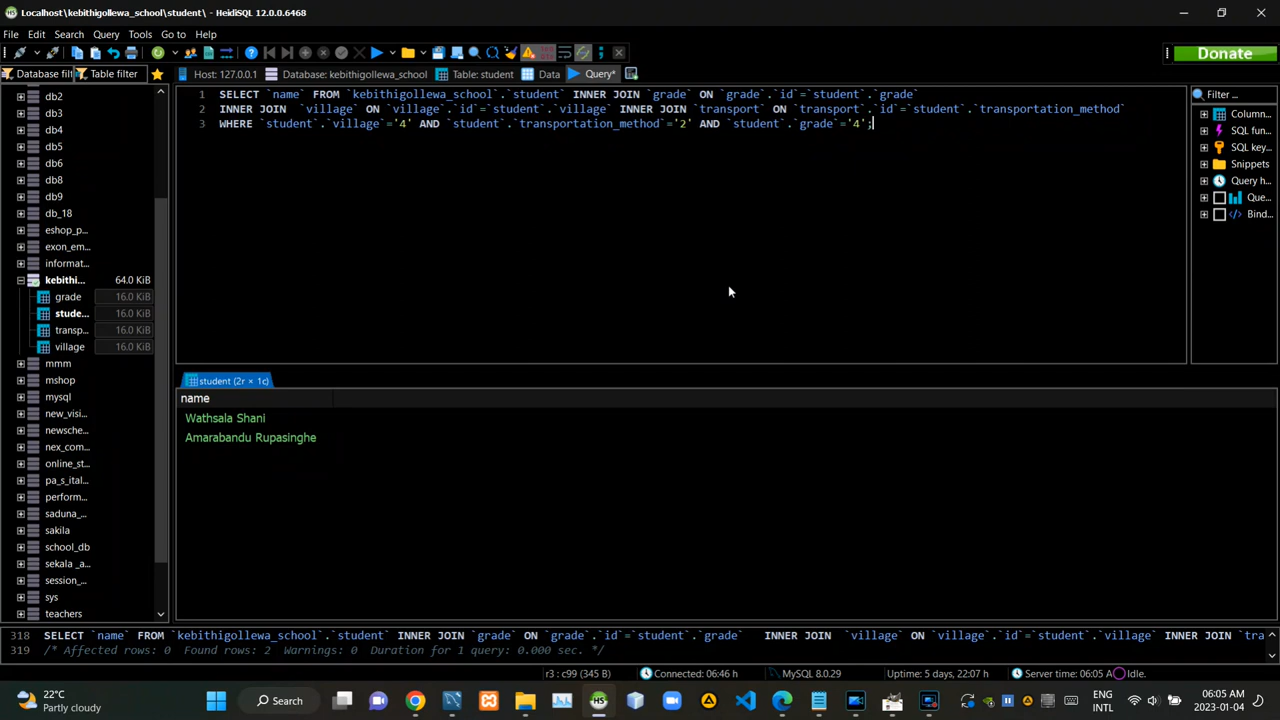 Localhost\kebithigollewa_school\student\ - HeidiSQL 12.0.0.6468
File Edit Search Query Tools Go to Help
Donate
Database filt Table filter Host: 127.0.0.1 Database: kebithigollewa_school Table: student Data Query*
1 SELECT `name` FROM `kebithigollewa_school`.`student` INNER JOIN `grade` ON `grade`.`id`=`student`.`grade`
2 INNER JOIN `village` ON `village`.`id`=`student`.`village` INNER JOIN `transport` ON `transport`.`id`=`student`.`transportation_method`
3 WHERE `student`.`village`='4' AND `student`.`transportation_method`='2' AND `student`.`grade`='4';
Filter ...
Column...
SQL fun...
SQL key...
Snippets
Query h...
Que...
Bind...
db2
db3
db4
db5
db6
db8
db9
db_18
eshop_p...
exon_em...
informat...
kebithi... 64.0 KiB
grade 16.0 KiB
stude... 16.0 KiB
transp... 16.0 KiB
village 16.0 KiB
mmm
mshop
mysql
new_visi...
newsche...
nex_com...
online_st...
pa_s_ital...
perform...
saduna_...
sakila
school_db
sekala _a...
session_...
sys
teachers
student (2r × 1c)
name
Wathsala Shani
Amarabandu Rupasinghe
318 SELECT `name` FROM `kebithigollewa_school`.`student` INNER JOIN `grade` ON `grade`.`id`=`student`.`grade` INNER JOIN `village` ON `village`.`id`=`student`.`village` INNER JOIN `tra
319 /* Affected rows: 0 Found rows: 2 Warnings: 0 Duration for 1 query: 0.000 sec. */
r3 : c99 (345 B) Connected: 06:46 h MySQL 8.0.29 Uptime: 5 days, 22:07 h Server time: 06:05 A Idle.
22°C
Partly cloudy
Search
ENG
INTL
06:05 AM
2023-01-04